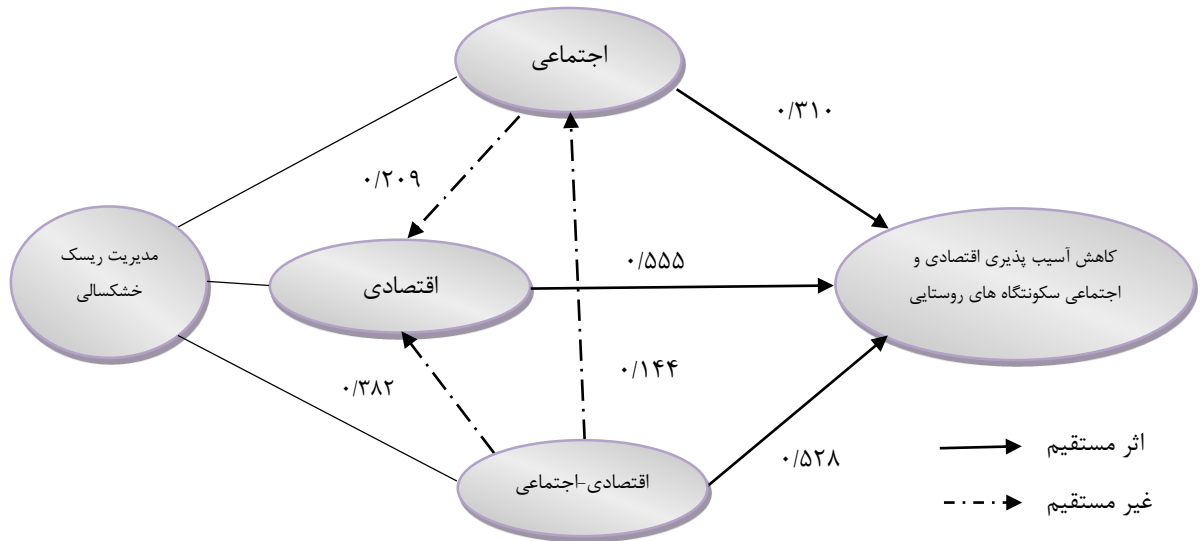 اجتماعی
۰/۳۱۰
۰/۲۰۹
مدیریت ریسک
خشکسالی
اقتصادی
۰/۵۵۵
کاهش آسیب پذیری اقتصادی و
اجتماعی سکونتگاه های روستایی
۰/۳۸۲
۰/۱۴۴
اقتصادی-اجتماعی
۰/۵۲۸
اثر مستقیم
غیر مستقیم